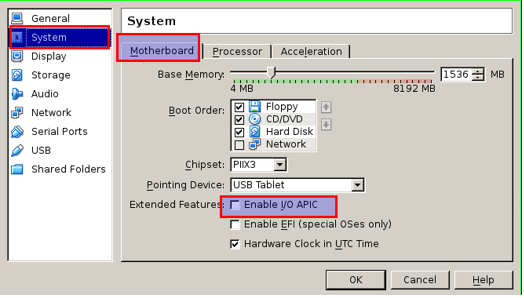 General
System
Display
Storage
Audio
Network
Serial Ports
USB
Shared Folders
System
Motherboard Processor Acceleration
Base Memory: 1536 MB
4 MB 8192 MB
Boot Order: Floppy
CD/DVD
Hard Disk
Network
Chipset: PIIX3
Pointing Device: USB Tablet
Extended Features: Enable I/O APIC
Enable EFI (special OSes only)
Hardware Clock in UTC Time
OK Cancel Help